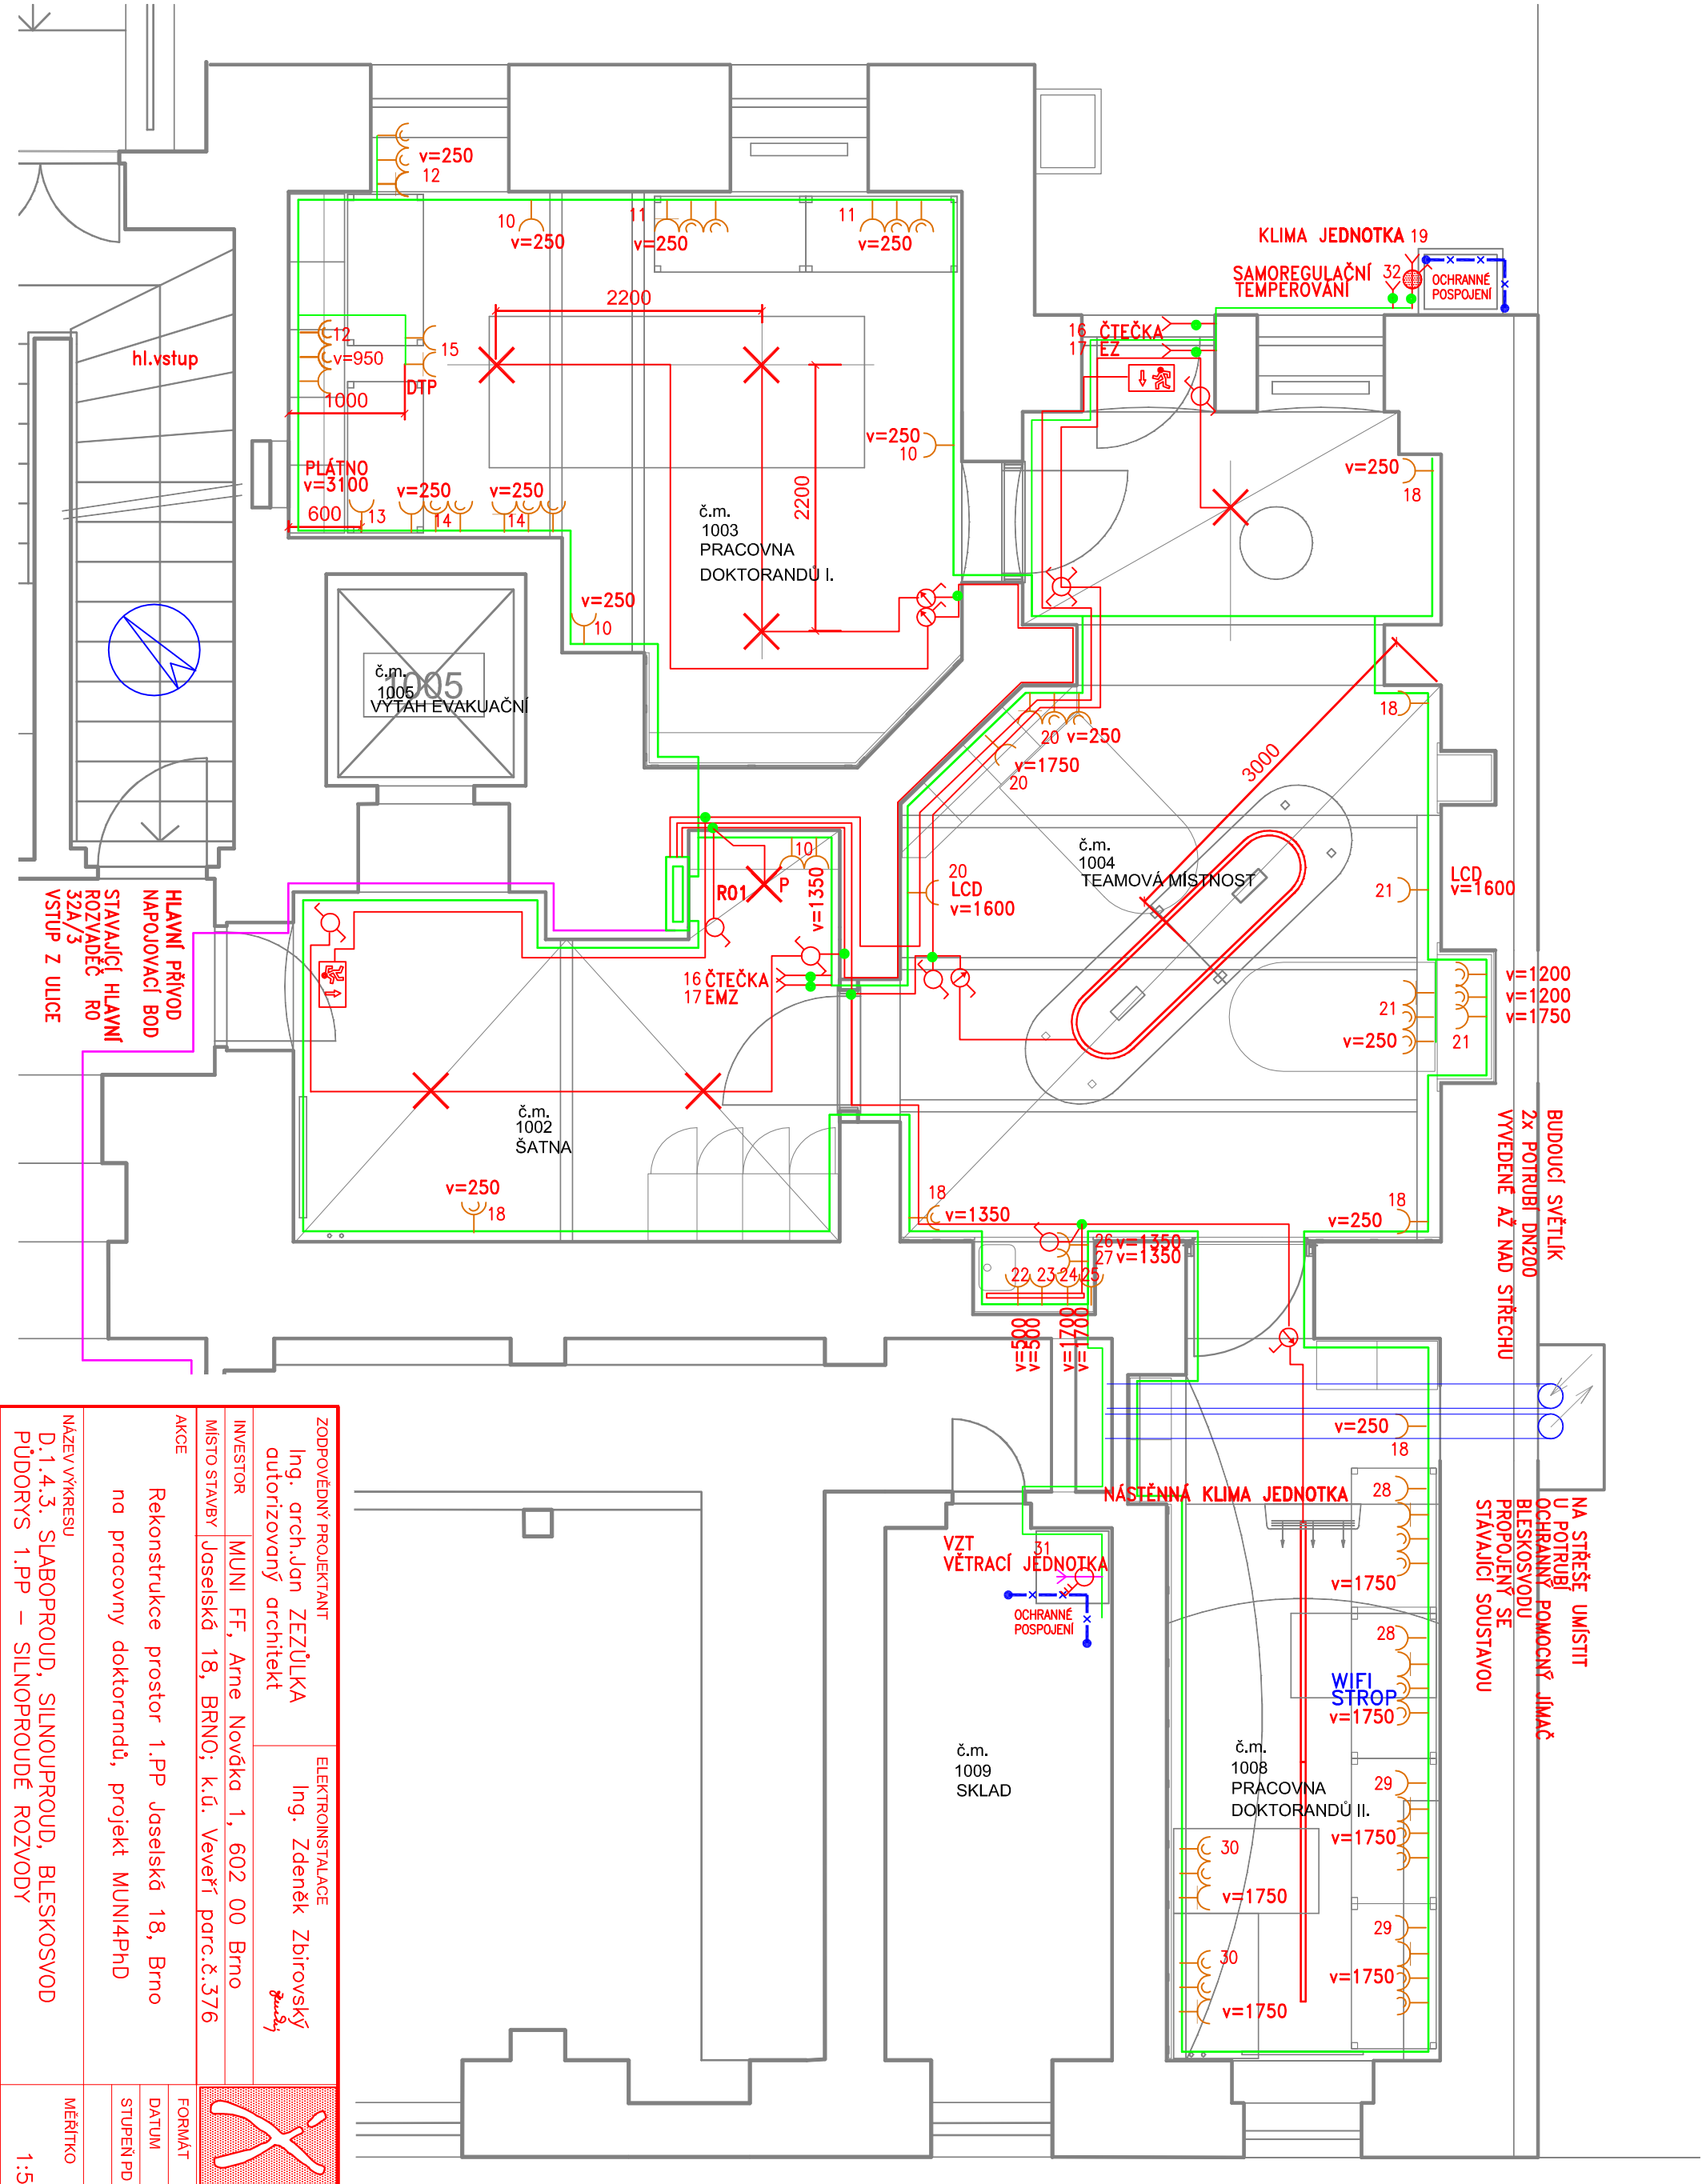 v=250
12
10
v=250
11
v=250
11
v=250
KLIMA JEDNOTKA 19
SAMOREGULAČNÍ
TEMPEROVÁNÍ
32
OCHRANNÉ
POSPOJENÍ
2200
16 ČTEČKA
17 EZ
hl.vstup
12
v=950
15
DTP
1000
v=250
10
v=250
18
PLÁTNO
v=3100
v=250
v=250
600
13
14
14
2200
č.m.
1003
PRACOVNA
DOKTORANDŮ I.
v=250
10
č.m.
1005
1005
VÝTAH EVAKUAČNÍ
18
20 v=250
v=1750
20
3000
č.m.
1004
TEAMOVÁ MÍSTNOST
10
R01
P
v=1350
20
LCD
v=1600
21
LCD
v=1600
HLAVNÍ PŘÍVOD
NAPOJOVACÍ BOD
STAVAJÍCÍ HLAVNÍ
ROZVADĚČ R0
32A/3
VSTUP Z ULICE
16 ČTEČKA
17 EMZ
v=1200
v=1200
v=1750
21
v=250
21
č.m.
1002
ŠATNA
v=250
18
18
v=1350
18
v=250
26 v=1350
27 v=1350
22
23
24
25
v=500
v=500
v=1700
v=1700
BUDOUCÍ SVĚTLÍK
2x POTRUBÍ DN200
VYVEDENÉ AŽ NAD STŘECHU
v=250
18
NÁSTĚNNÁ KLIMA JEDNOTKA
28
v=1750
NA STŘEŠE UMÍSTIT
U POTRUBÍ
OCHRANNÝ POMOCNÝ JÍMAČ
BLESKOSVODU
PROPOJENÝ SE
STÁVAJÍCÍ SOUSTAVOU
VZT
31
VĚTRACÍ JEDNOTKA
OCHRANNÉ
POSPOJENÍ
28
WIFI
STROP
v=1750
č.m.
1009
SKLAD
č.m.
1008
PRACOVNA
DOKTORANDŮ II.
29
v=1750
30
v=1750
29
v=1750
30
v=1750
ZODPOVĚDNÝ PROJEKTANT
Ing. arch.Jan ZEZŮLKA
autorizovaný architekt
ELEKTROINSTALACE
Ing. Zdeněk Zbirovský
INVESTOR
MUNI FF, Arne Nováka 1, 602 00 Brno
MÍSTO STAVBY
Jaselská 18, BRNO; k.ú. Veveří parc.č.376
AKCE
Rekonstrukce prostor 1.PP Jaselská 18, Brno
na pracovny doktorandů, projekt MUNI4PhD
NÁZEV VÝKRESU
D.1.4.3. SLABOPROUD, SILNOUPROUD, BLESKOSVOD
PŮDORYS 1.PP – SILNOPROUDÉ ROZVODY
FORMÁT
DATUM
STUPEŇ PD
MĚŘÍTKO
1:5